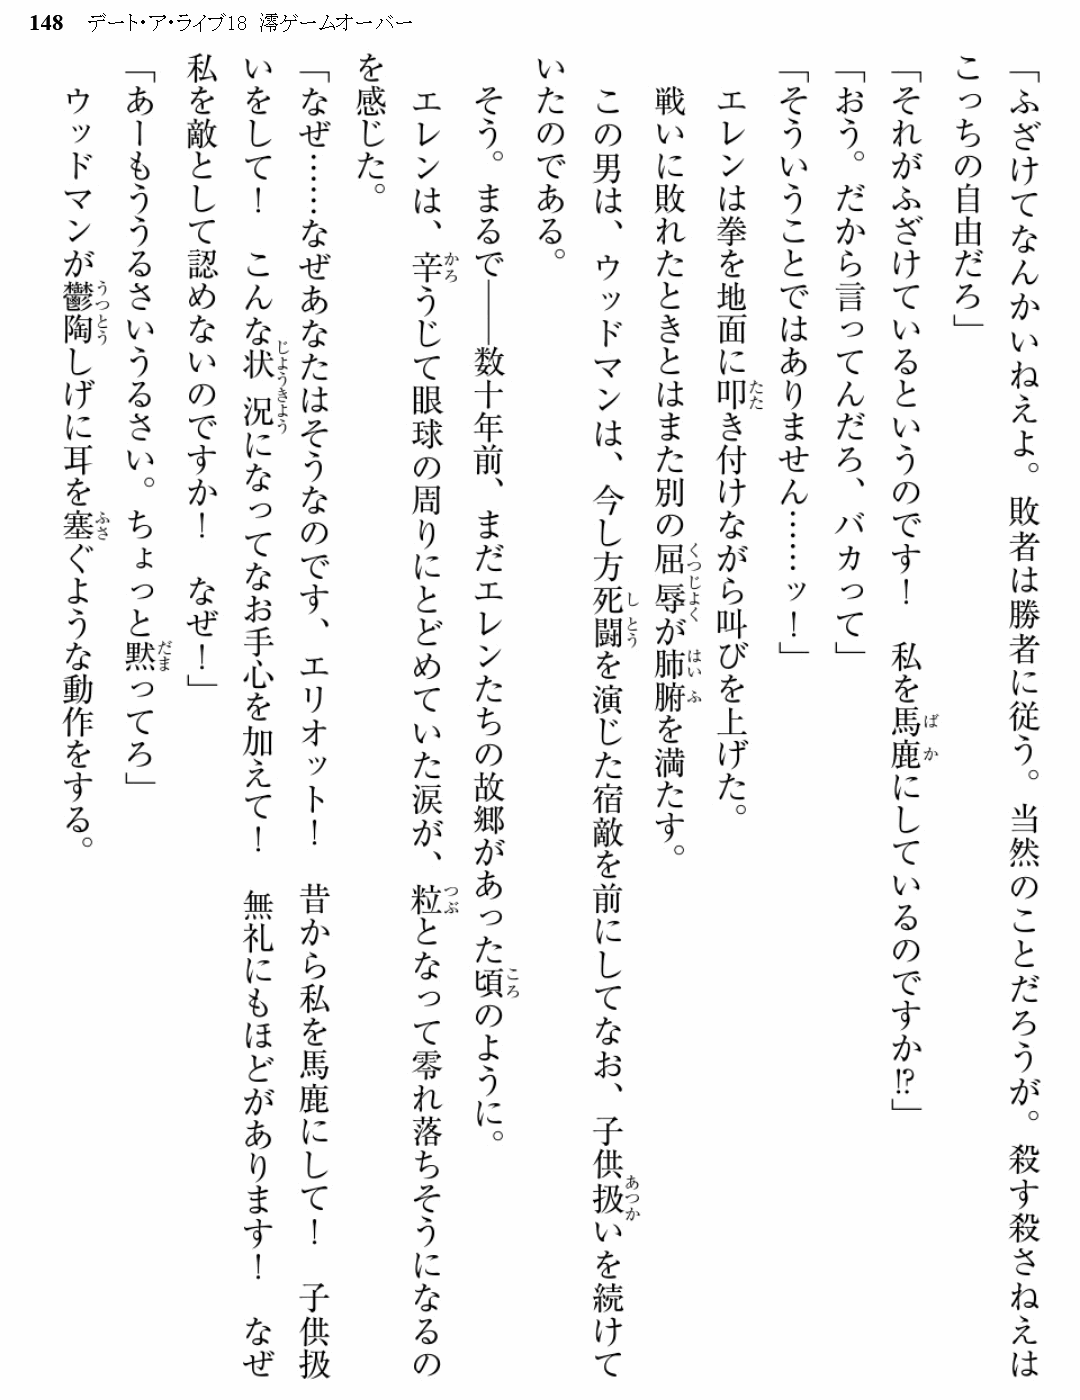 148 デート・ア・ライブ18 澪ゲームオーバー
「ふざけてなんかいねえよ。敗者は勝者に従う。当然のことだろうが。殺す殺さねえは
こっちの自由だろ」
「それがふざけているというのです！　私を馬鹿にしているのですか!?」
「おう。だから言ってんだろ、バカって」
「そういうことではありません……ッ！」
エレンは拳を地面に叩き付けながら叫びを上げた。
戦いに敗れたときとはまた別の屈辱が肺腑を満たす。
この男は、ウッドマンは、今し方死闘を演じた宿敵を前にしてなお、子供扱いを続けて
いたのである。
そう。まるで――数十年前、まだエレンたちの故郷があった頃のように。
エレンは、辛うじて眼球の周りにとどめていた涙が、粒となって零れ落ちそうになるの
を感じた。
「なぜ……なぜあなたはそうなのです、エリオット！　昔から私を馬鹿にして！　子供扱
いをして！　こんな状況になってなお手心を加えて！　無礼にもほどがあります！　なぜ
私を敵として認めないのですか！　なぜ！」
「あーもううるさいうるさい。ちょっと黙ってろ」
ウッドマンが鬱陶しげに耳を塞ぐような動作をする。